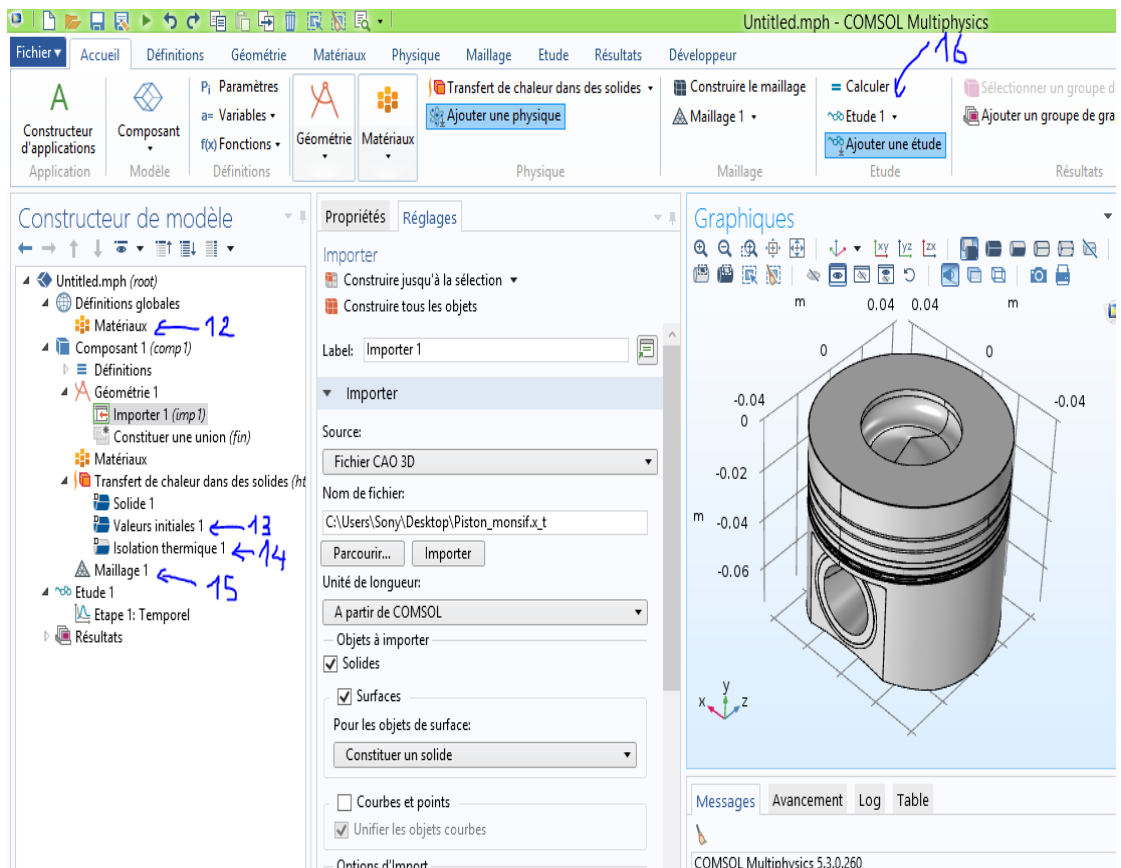 Untitled.mph - COMSOL Multiphysics
Fichier Accueil Définitions Géométrie Matériaux Physique Maillage Etude Résultats Développeur
16
A Constructeur d'applications
Application
Composant
Modèle
Pi Paramètres
a= Variables
f(x) Fonctions
Définitions
Géométrie
Matériaux
Transfert de chaleur dans des solides
Ajouter une physique
Physique
Construire le maillage
Maillage 1
Maillage
= Calculer
Etude 1
Ajouter une étude
Etude
Sélectionner un groupe d
Ajouter un groupe de gra
Résultats
Constructeur de modèle
Untitled.mph (root)
Définitions globales
Matériaux 12
Composant 1 (comp1)
Définitions
Géométrie 1
Importer 1 (imp1)
Constituer une union (fin)
Matériaux
Transfert de chaleur dans des solides (ht
Solide 1
Valeurs initiales 1 13
Isolation thermique 1 14
Maillage 1 15
Etude 1
Etape 1: Temporel
Résultats
Propriétés Réglages
Importer
Construire jusqu'à la sélection
Construire tous les objets
Label: Importer 1
Importer
Source:
Fichier CAO 3D
Nom de fichier:
C:\Users\Sony\Desktop\Piston_monsif.x_t
Parcourir... Importer
Unité de longueur:
A partir de COMSOL
Objets à importer
Solides
Surfaces
Pour les objets de surface:
Constituer un solide
Courbes et points
Unifier les objets courbes
Options d'Import
Graphiques
xy yz zx
m 0.04 0.04 m
0 0
-0.04 -0.04
0
-0.02
m -0.04
-0.06
y
x z
Messages Avancement Log Table
COMSOL Multiphysics 5.3.0.260